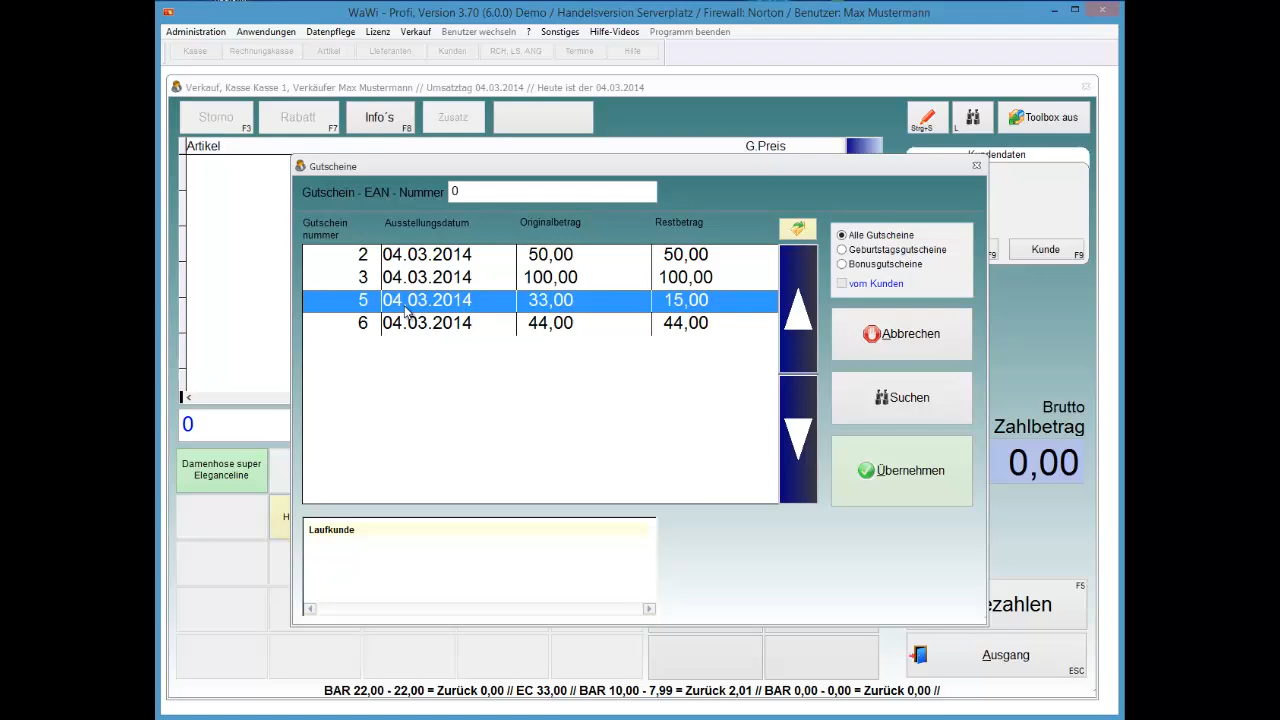 WaWi - Profi, Version 3.70 (6.0.0) Demo / Handelsversion Serverplatz / Firewall: Norton / Benutzer: Max Mustermann
Administration Anwendungen Datenpflege Lizenz Verkauf Benutzer wechseln ? Sonstiges Hilfe-Videos Programm beenden
Kasse Rechnungskasse Artikel Lieferanten Kunden RCH, LS, ANG Termine Hilfe
Verkauf, Kasse Kasse 1, Verkäufer Max Mustermann // Umsatztag 04.03.2014 // Heute ist der 04.03.2014
Storno F3 Rabatt F7 Info´s F8 Zusatz Strg+S L Toolbox aus
Artikel G.Preis
Gutscheine
Gutschein - EAN - Nummer 0
Gutschein nummer Ausstellungsdatum Originalbetrag Restbetrag
2 04.03.2014 50,00 50,00
3 04.03.2014 100,00 100,00
5 04.03.2014 33,00 15,00
6 04.03.2014 44,00 44,00
Alle Gutscheine
Geburtstagsgutscheine
Bonusgutscheine
vom Kunden
Abbrechen
Suchen
Übernehmen
Laufkunde
F9 Kunde F9
0
Brutto
Zahlbetrag
0,00
Damenhose super
Eleganceline
H
ezahlen F5
Ausgang ESC
BAR 22,00 - 22,00 = Zurück 0,00 // EC 33,00 // BAR 10,00 - 7,99 = Zurück 2,01 // BAR 0,00 - 0,00 = Zurück 0,00 //